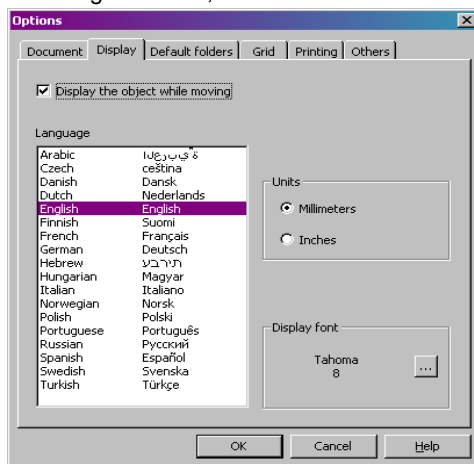 Options
Document Display Default folders Grid Printing Others
Display the object while moving
Language
Arabic
Czech čeština
Danish Dansk
Dutch Nederlands
English English
Finnish Suomi
French Français
German Deutsch
Hebrew עברית
Hungarian Magyar
Italian Italiano
Norwegian Norsk
Polish Polski
Portuguese Português
Russian Русский
Spanish Español
Swedish Svenska
Turkish Türkçe
Units
Millimeters
Inches
Display font
Tahoma
8
...
OK Cancel Help